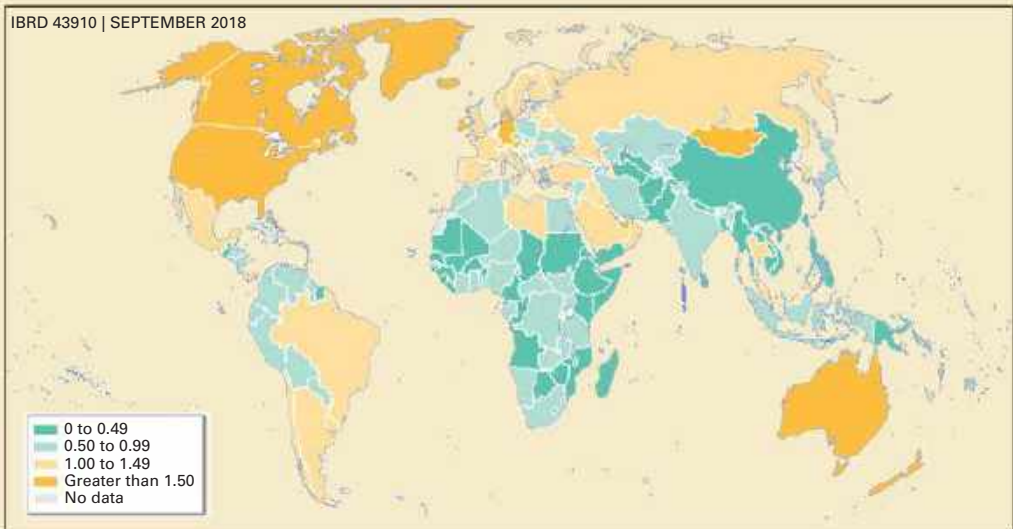 IBRD 43910 | SEPTEMBER 2018
0 to 0.49
0.50 to 0.99
1.00 to 1.49
Greater than 1.50
No data